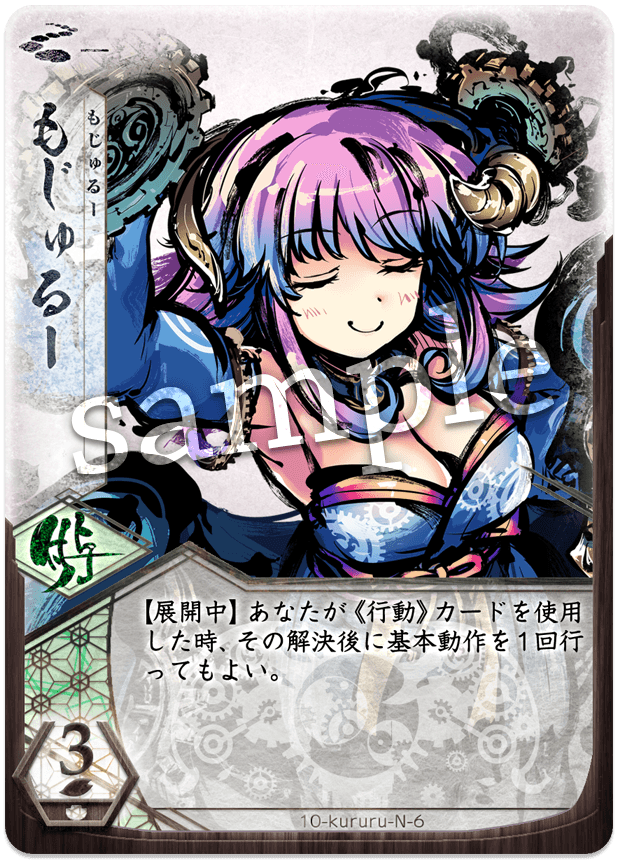 もじゅるー
もじゅるー
sample
【展開中】あなたが《行動》カードを使用
した時、その解決後に基本動作を1回行
ってもよい。
3
10-kururu-N-6